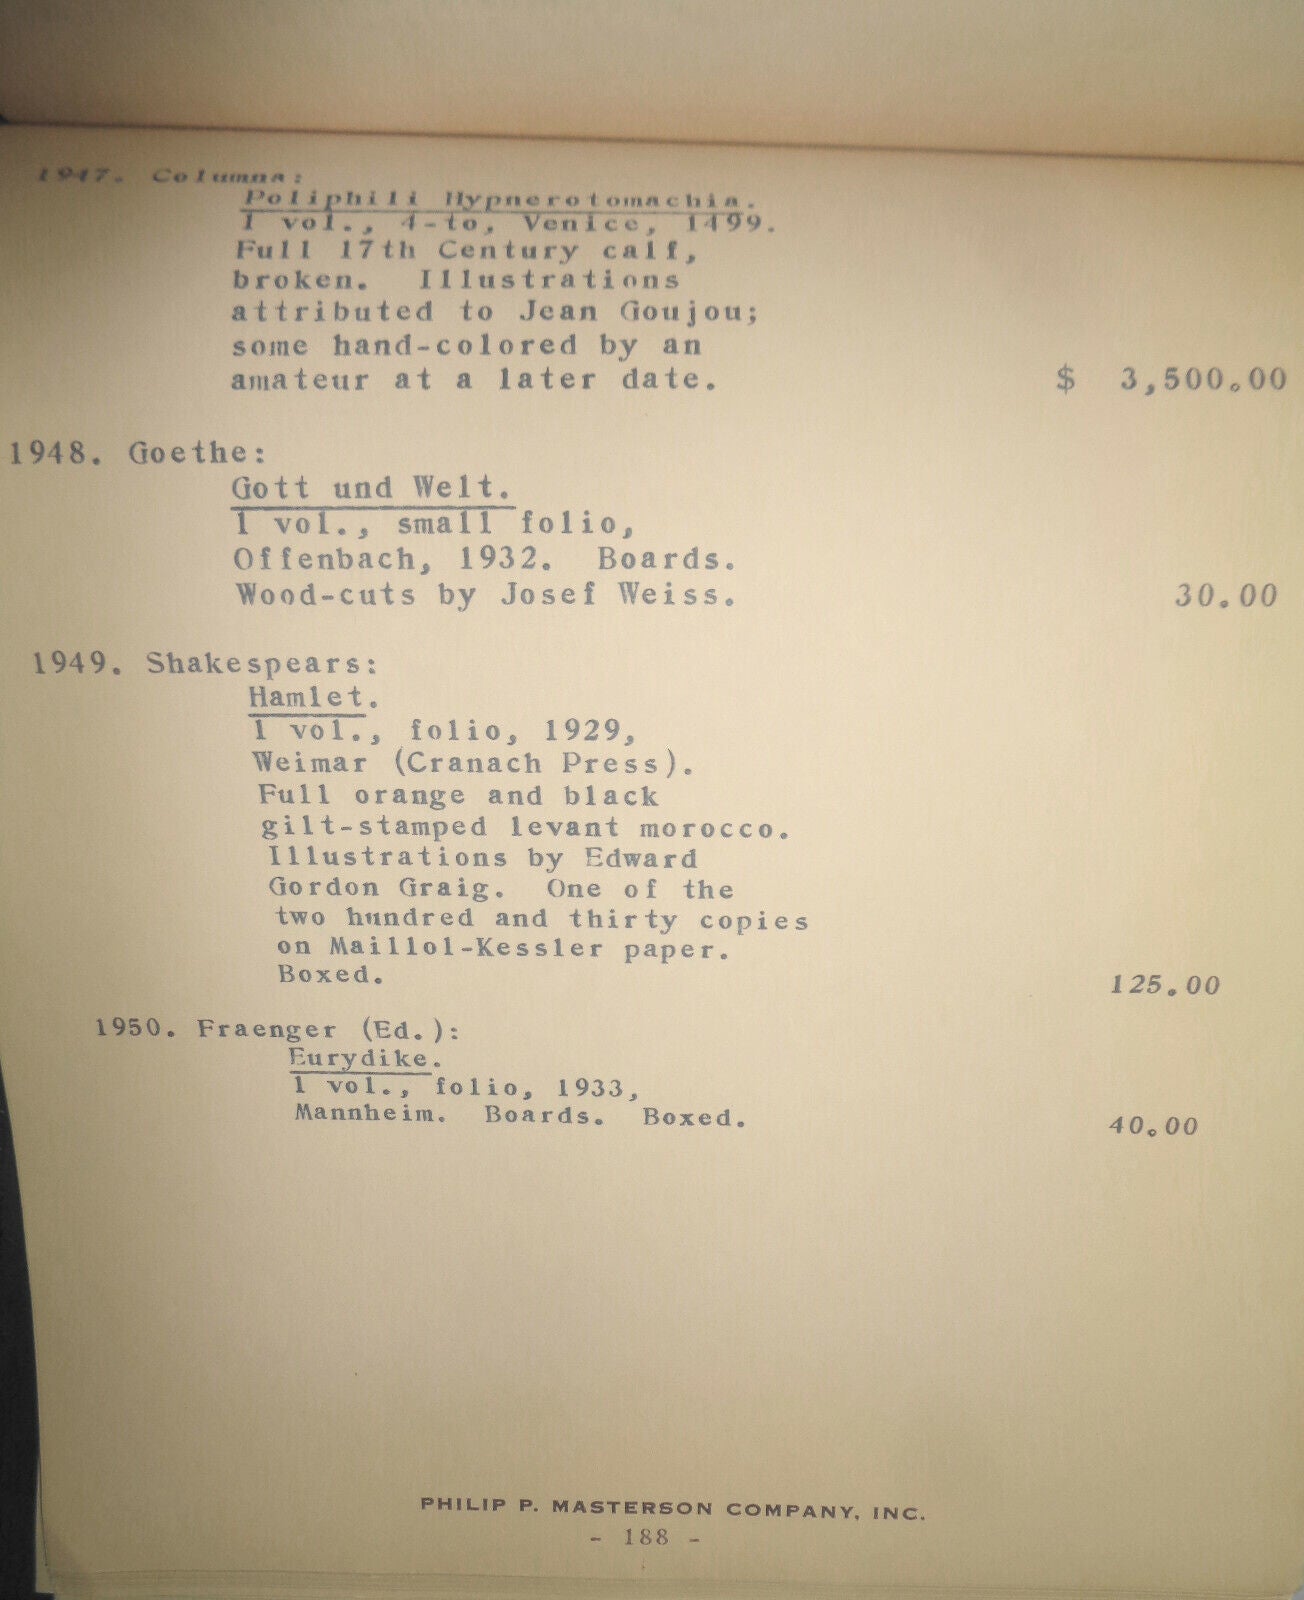 1947. Columna:
Poliphili Hypnerotomachia.
1 vol., 4-to, Venice, 1499.
Full 17th Century calf,
broken. Illustrations
attributed to Jean Goujou;
some hand-colored by an
amateur at a later date. $ 3,500.00
1948. Goethe:
Gott und Welt.
1 vol., small folio,
Offenbach, 1932. Boards.
Wood-cuts by Josef Weiss. 30.00
1949. Shakespears:
Hamlet.
1 vol., folio, 1929,
Weimar (Cranach Press).
Full orange and black
gilt-stamped levant morocco.
Illustrations by Edward
Gordon Graig. One of the
two hundred and thirty copies
on Maillol-Kessler paper.
Boxed. 125.00
1950. Fraenger (Ed.):
Eurydike.
1 vol., folio, 1933,
Mannheim. Boards. Boxed. 40.00
PHILIP P. MASTERSON COMPANY, INC.
- 188 -